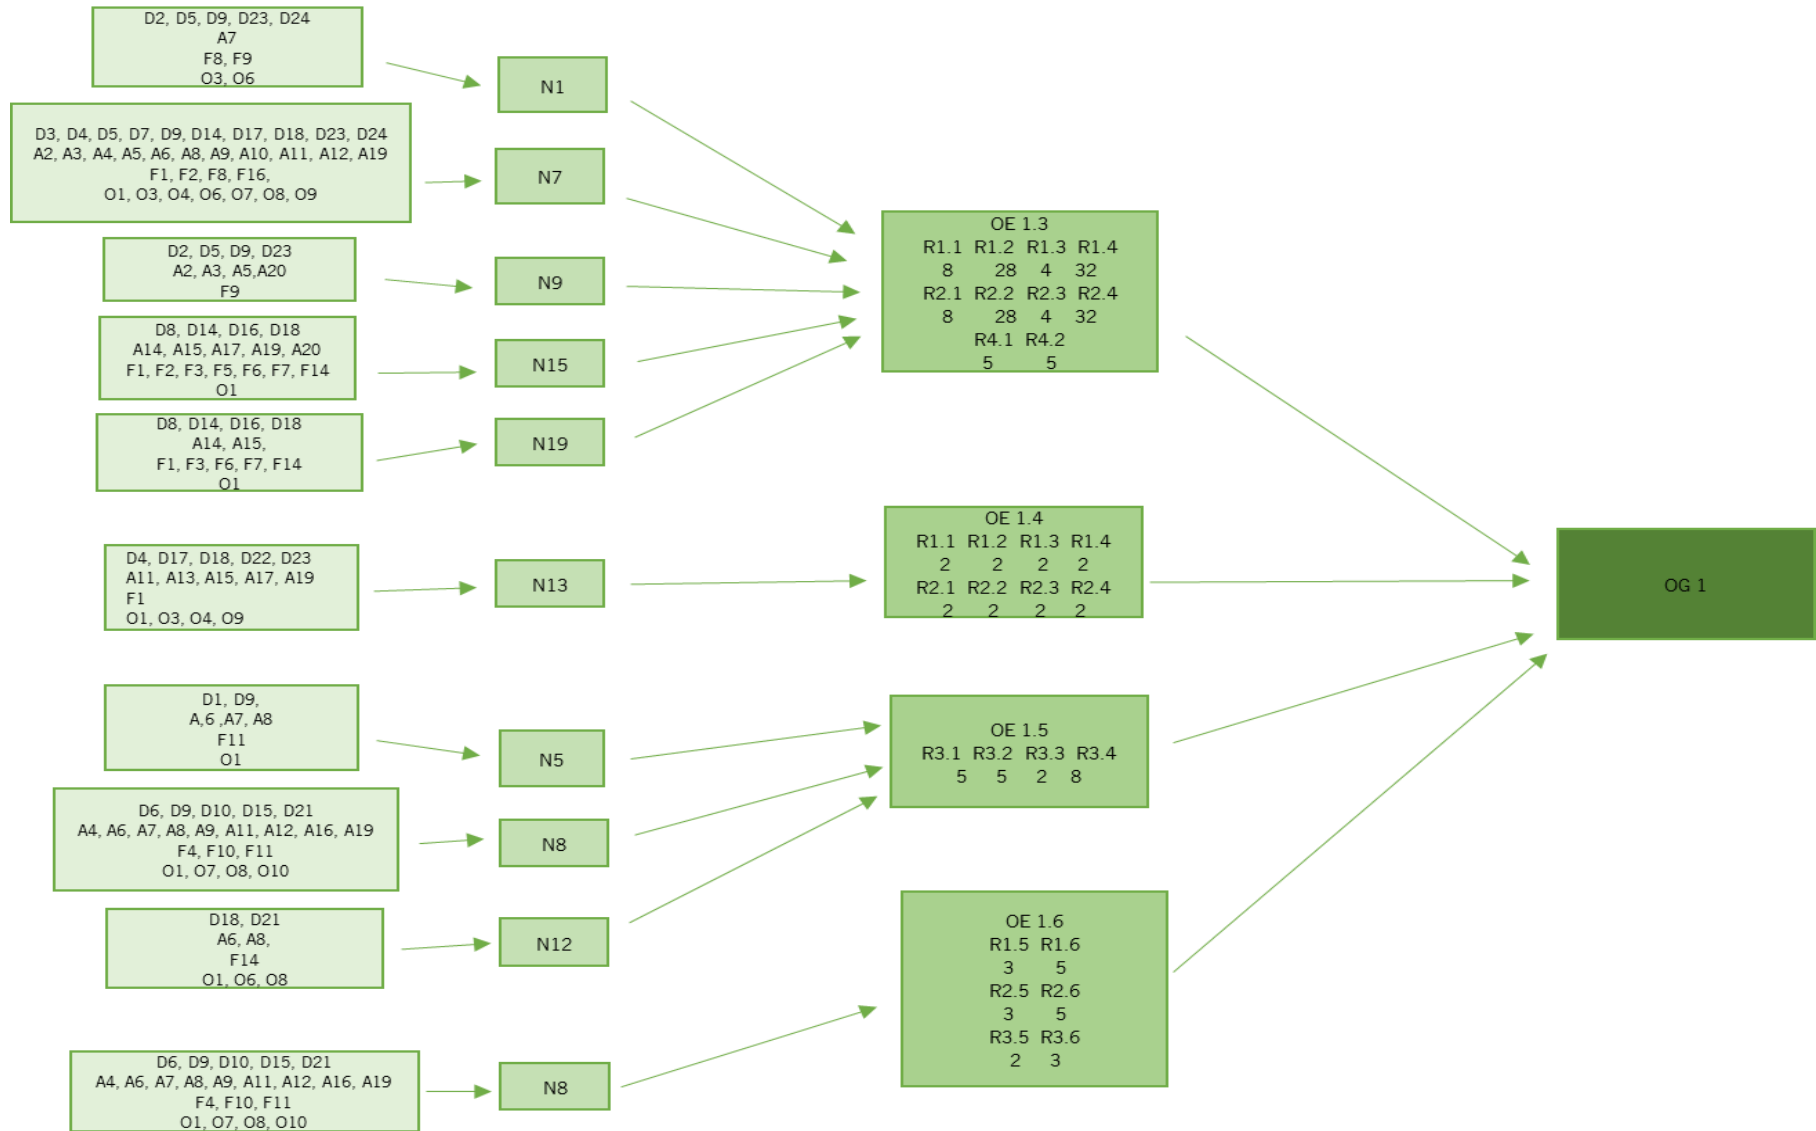 D2, D5, D9, D23, D24
A7
F8, F9
O3, O6
N1
D3, D4, D5, D7, D9, D14, D17, D18, D23, D24
A2, A3, A4, A5, A6, A8, A9, A10, A11, A12, A19
F1, F2, F8, F16,
O1, O3, O4, O6, O7, O8, O9
N7
D2, D5, D9, D23
A2, A3, A5,A20
F9
N9
D8, D14, D16, D18
A14, A15, A17, A19, A20
F1, F2, F3, F5, F6, F7, F14
O1
N15
D8, D14, D16, D18
A14, A15,
F1, F3, F6, F7, F14
O1
N19
OE 1.3
R1.1 R1.2 R1.3 R1.4
8 28 4 32
R2.1 R2.2 R2.3 R2.4
8 28 4 32
R4.1 R4.2
5 5
D4, D17, D18, D22, D23
A11, A13, A15, A17, A19
F1
O1, O3, O4, O9
N13
OE 1.4
R1.1 R1.2 R1.3 R1.4
2 2 2 2
R2.1 R2.2 R2.3 R2.4
2 2 2 2
OG 1
D1, D9,
A,6 ,A7, A8
F11
O1
N5
D6, D9, D10, D15, D21
A4, A6, A7, A8, A9, A11, A12, A16, A19
F4, F10, F11
O1, O7, O8, O10
N8
D18, D21
A6, A8,
F14
O1, O6, O8
N12
OE 1.5
R3.1 R3.2 R3.3 R3.4
5 5 2 8
D6, D9, D10, D15, D21
A4, A6, A7, A8, A9, A11, A12, A16, A19
F4, F10, F11
O1, O7, O8, O10
N8
OE 1.6
R1.5 R1.6
3 5
R2.5 R2.6
3 5
R3.5 R3.6
2 3